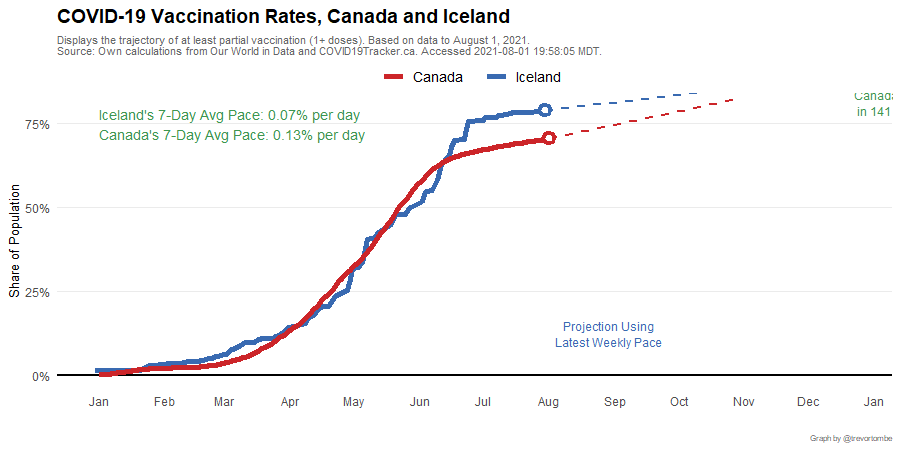 COVID-19 Vaccination Rates, Canada and Iceland
Displays the trajectory of at least partial vaccination (1+ doses). Based on data to August 1, 2021.
Source: Own calculations from Our World in Data and COVID19Tracker.ca. Accessed 2021-08-01 19:58:05 MDT.
Canada Iceland
Iceland's 7-Day Avg Pace: 0.07% per day
Canada's 7-Day Avg Pace: 0.13% per day
Canada
in 141
75%
50%
25%
0%
Share of Population
Projection Using
Latest Weekly Pace
Jan Feb Mar Apr May Jun Jul Aug Sep Oct Nov Dec Jan
Graph by @trevortombe